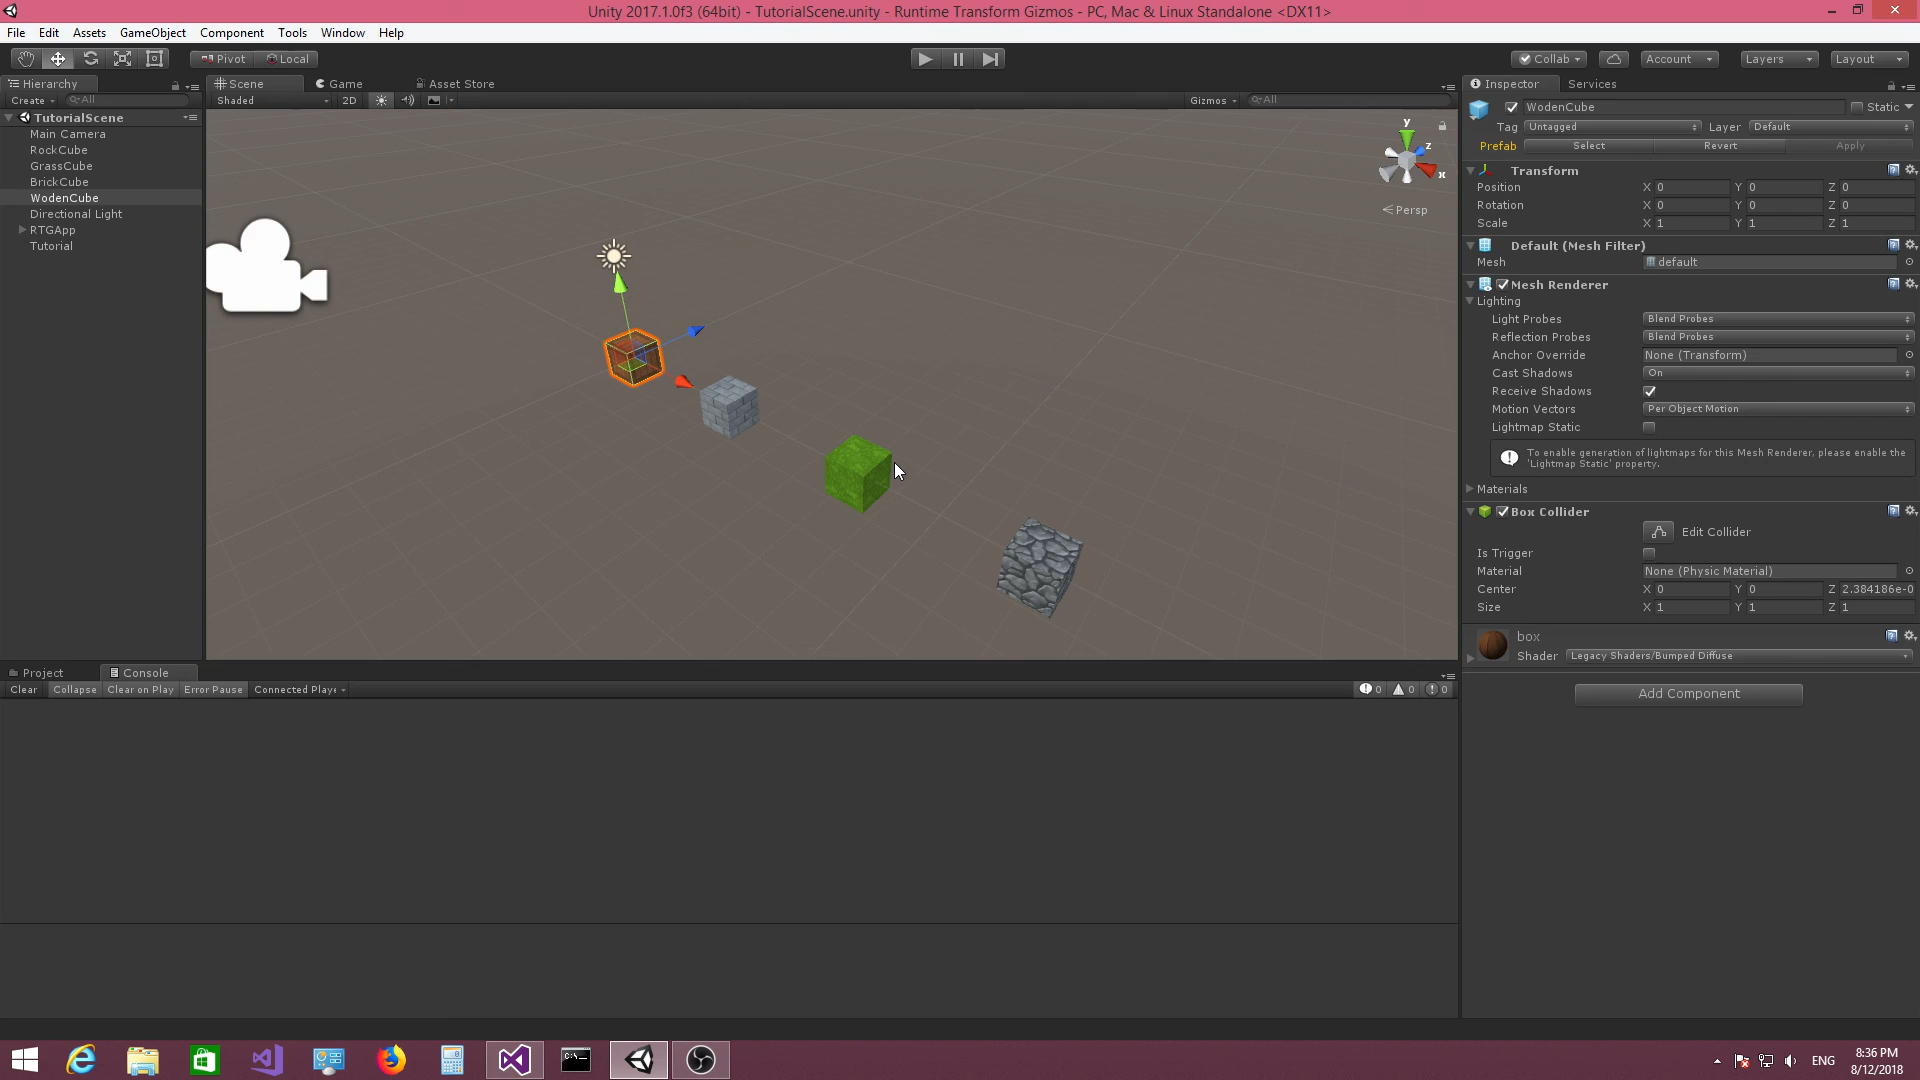 Unity 2017.1.0f3 (64bit) - TutorialScene.unity - Runtime Transform Gizmos - PC, Mac & Linux Standalone <DX11>
File Edit Assets GameObject Component Tools Window Help
Pivot Local
Collab Account Layers Layout
Hierarchy
Create All
TutorialScene
Main Camera
RockCube
GrassCube
BrickCube
WodenCube
Directional Light
RTGApp
Tutorial
Scene Game Asset Store
Shaded 2D Gizmos All
y
z
x
Persp
Inspector Services
WodenCube Static
Tag Untagged Layer Default
Prefab Select Revert Apply
Transform
Position X 0 Y 0 Z 0
Rotation X 0 Y 0 Z 0
Scale X 1 Y 1 Z 1
Default (Mesh Filter)
Mesh default
Mesh Renderer
Lighting
Light Probes Blend Probes
Reflection Probes Blend Probes
Anchor Override None (Transform)
Cast Shadows On
Receive Shadows
Motion Vectors Per Object Motion
Lightmap Static
To enable generation of lightmaps for this Mesh Renderer, please enable the
'Lightmap Static' property.
Materials
Box Collider
Edit Collider
Is Trigger
Material None (Physic Material)
Center X 0 Y 0 Z 2.384186e-0
Size X 1 Y 1 Z 1
box
Shader Legacy Shaders/Bumped Diffuse
Add Component
Project Console
Clear Collapse Clear on Play Error Pause Connected Playe
0 0 0
ENG
8:36 PM
8/12/2018